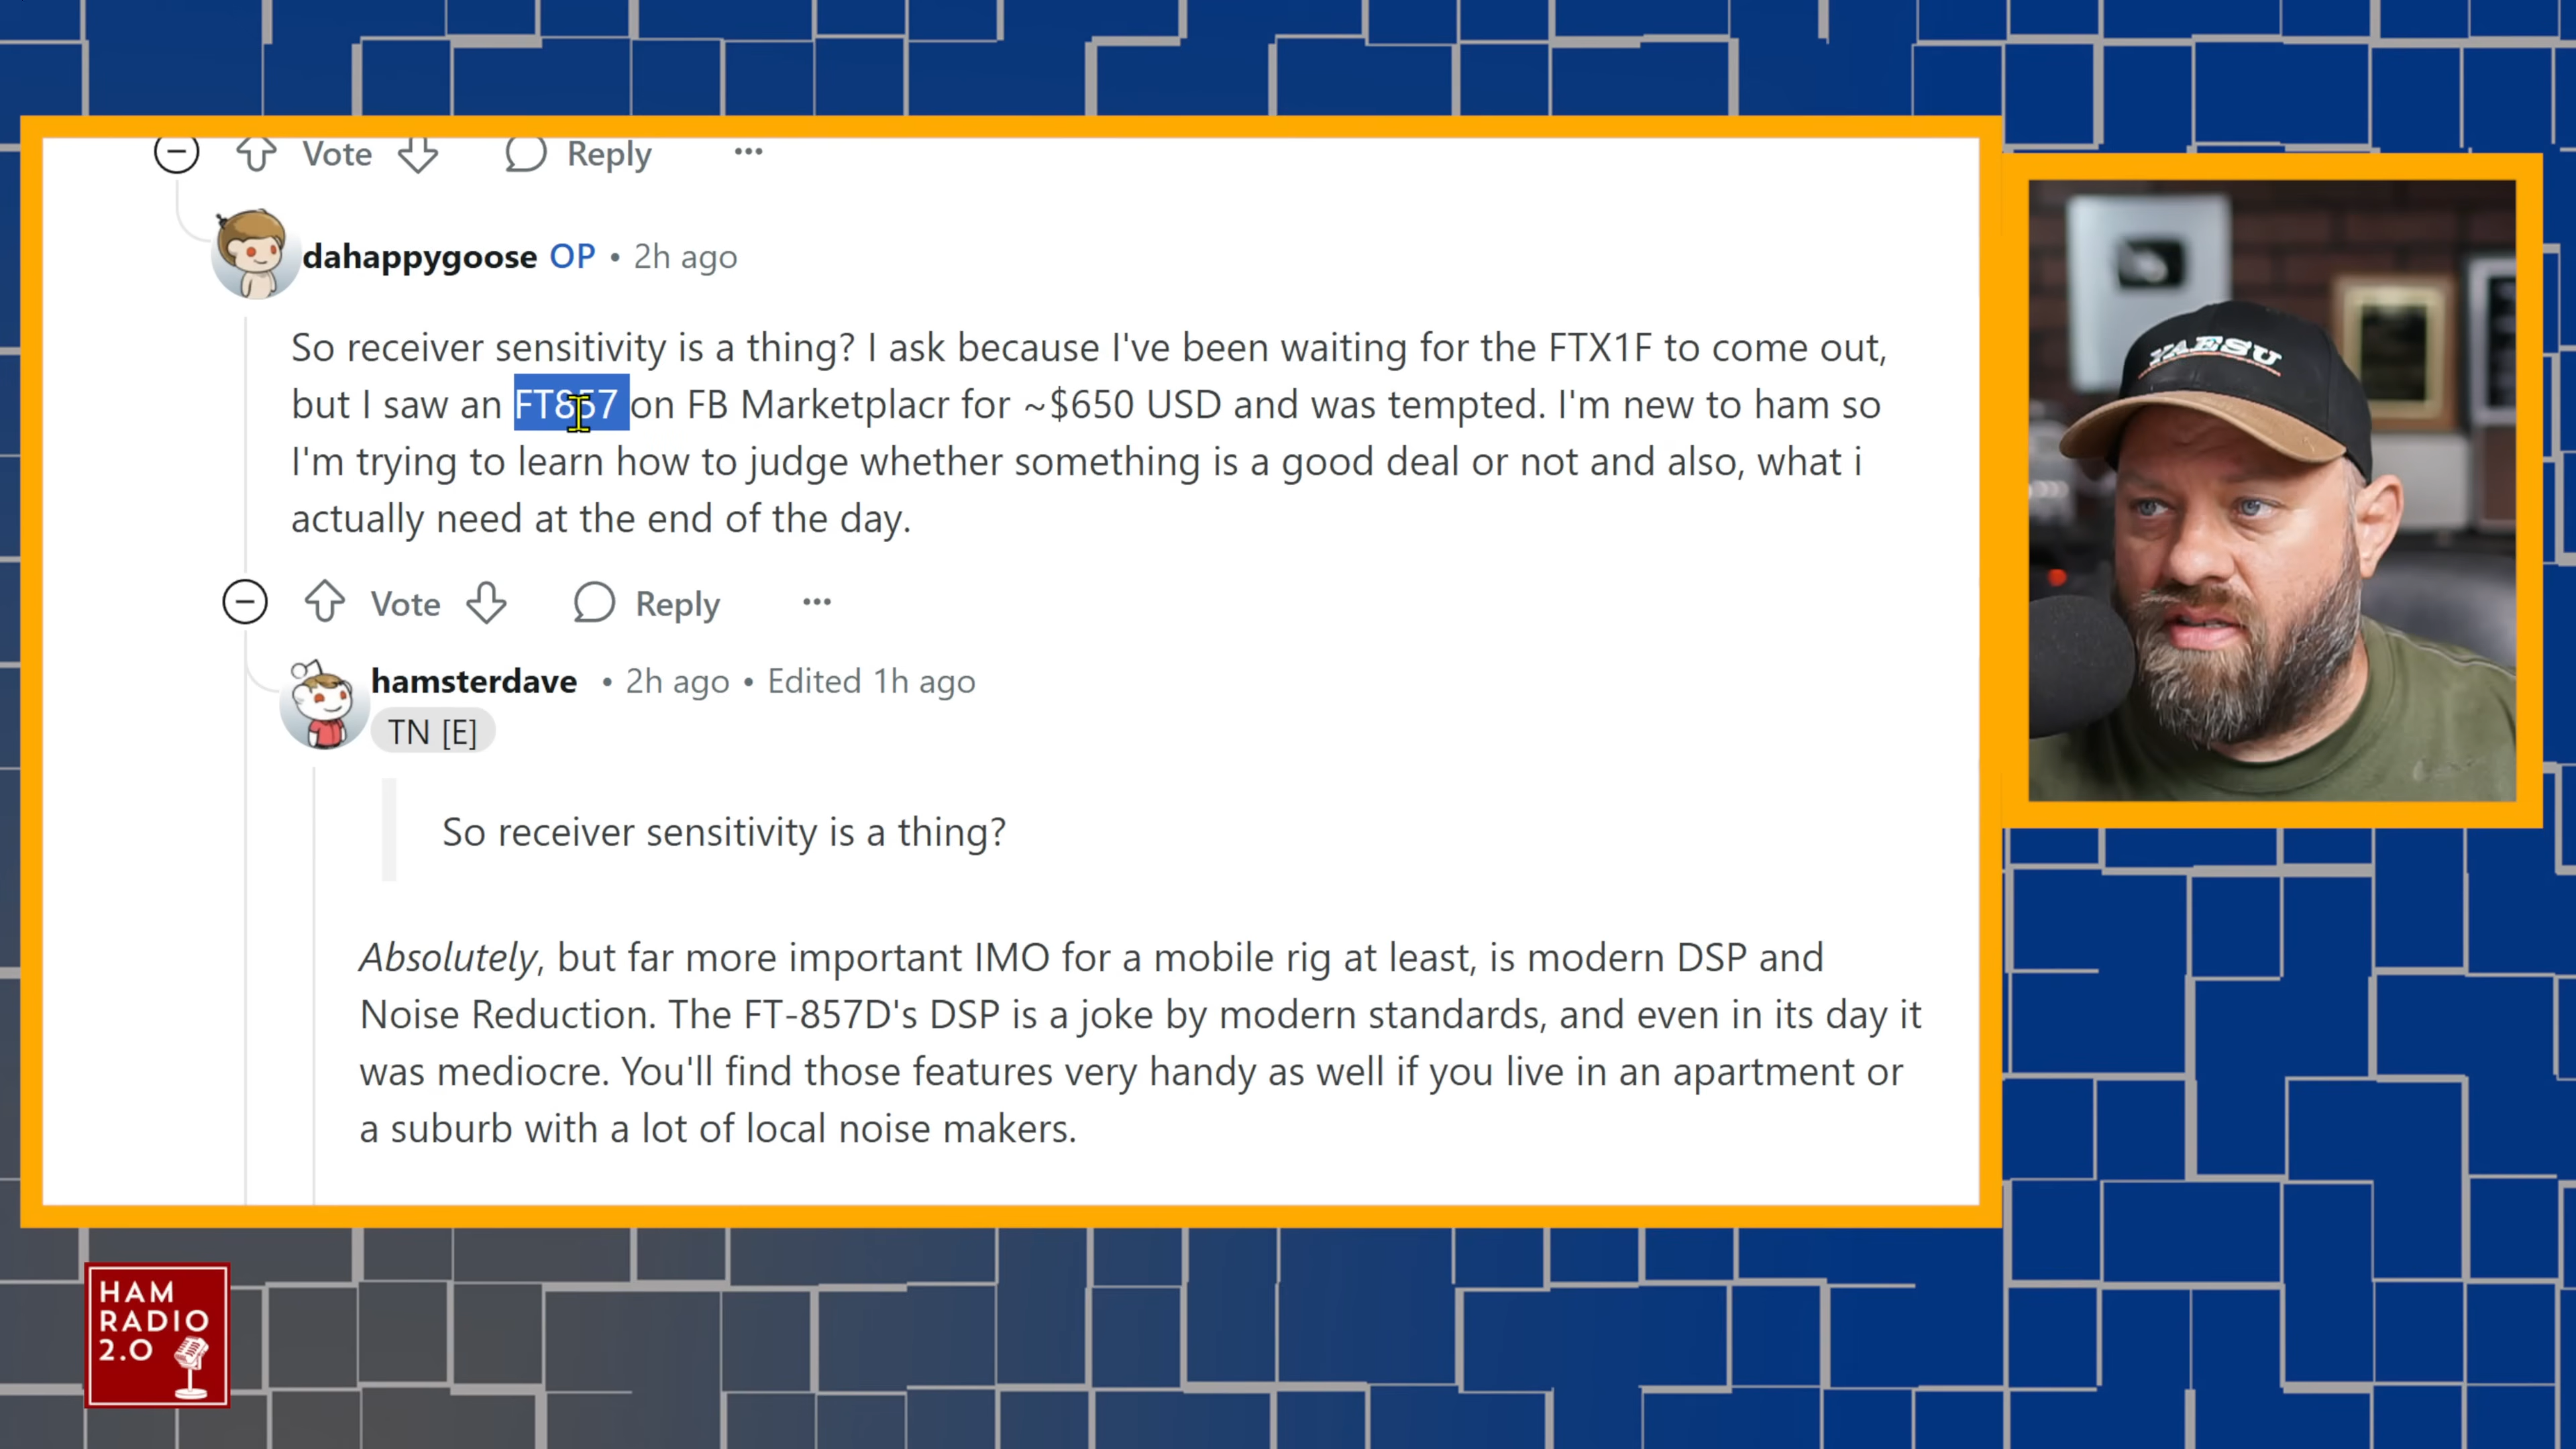 Vote Reply
dahappygoose OP • 2h ago
So receiver sensitivity is a thing? I ask because I've been waiting for the FTX1F to come out,
but I saw an FT857 on FB Marketplacr for ~$650 USD and was tempted. I'm new to ham so
I'm trying to learn how to judge whether something is a good deal or not and also, what i
actually need at the end of the day.
Vote Reply
hamsterdave • 2h ago • Edited 1h ago
TN [E]
So receiver sensitivity is a thing?
Absolutely, but far more important IMO for a mobile rig at least, is modern DSP and
Noise Reduction. The FT-857D's DSP is a joke by modern standards, and even in its day it
was mediocre. You'll find those features very handy as well if you live in an apartment or
a suburb with a lot of local noise makers.
YAESU
HAM
RADIO
2.0